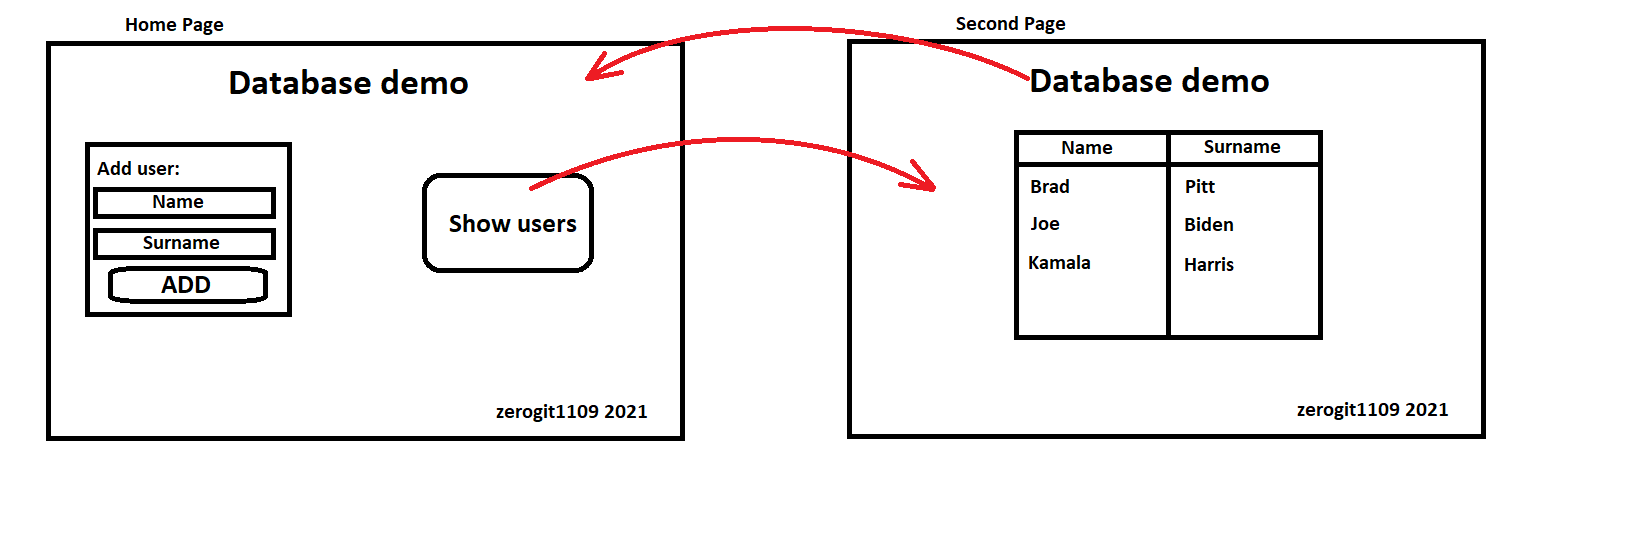 Home Page
Database demo
Add user:
Name
Surname
ADD
Show users
zerogit1109 2021
Second Page
Database demo
Name Surname
Brad Pitt
Joe Biden
Kamala Harris
zerogit1109 2021